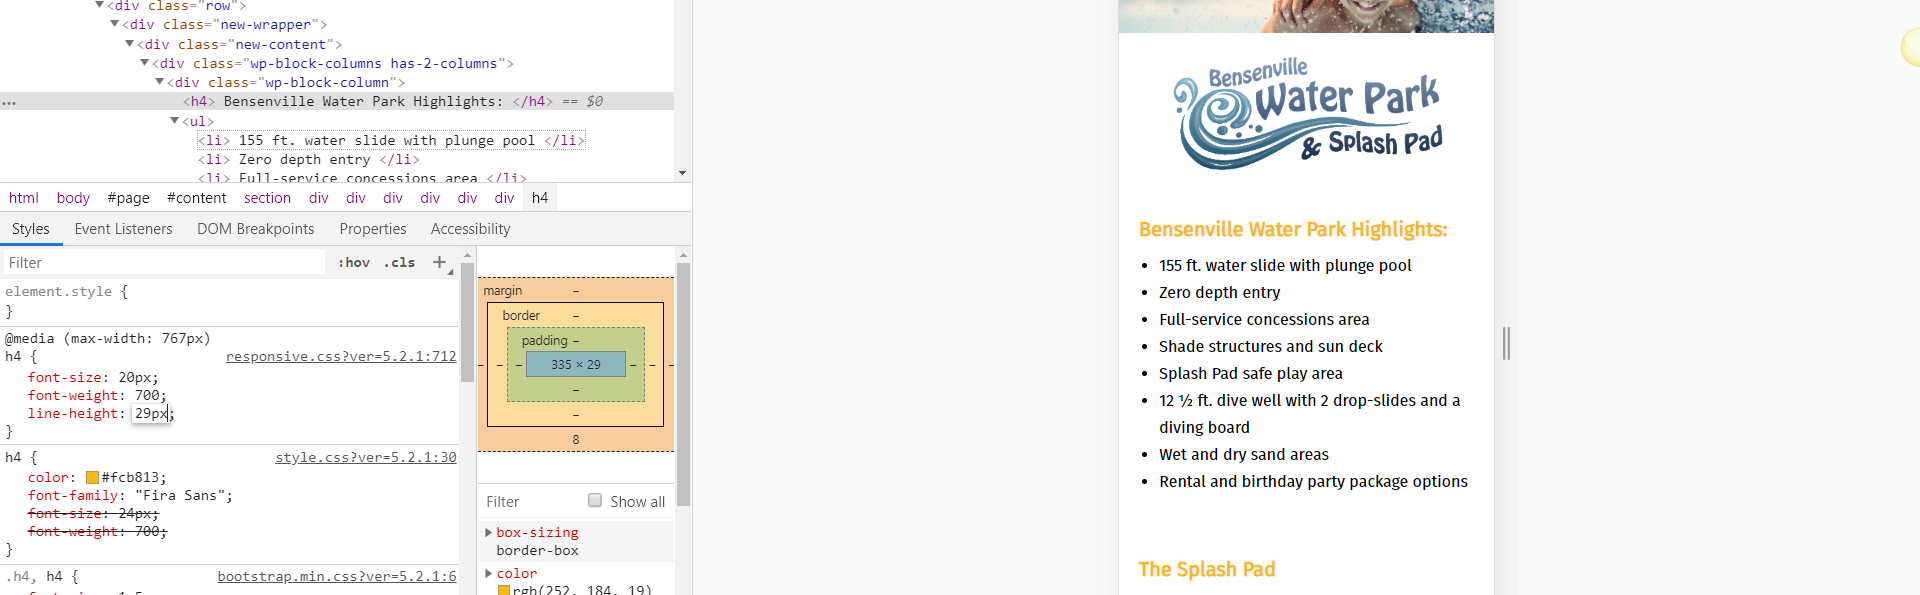 <div class="row">
<div class="new-wrapper">
<div class="new-content">
<div class="wp-block-columns has-2-columns">
<div class="wp-block-column">
... <h4> Bensenville Water Park Highlights: </h4> == $0
<ul>
<li> 155 ft. water slide with plunge pool </li>
<li> Zero depth entry </li>
<li> Full-service concessions area </li>
html body #page #content section div div div div div div h4
Styles Event Listeners DOM Breakpoints Properties Accessibility
Filter :hov .cls +
element.style {
}
@media (max-width: 767px)
h4 { responsive.css?ver=5.2.1:712
font-size: 20px;
font-weight: 700;
line-height: 29px;
}
h4 { style.css?ver=5.2.1:30
color: #fcb813;
font-family: "Fira Sans";
font-size: 24px;
font-weight: 700;
}
.h4, h4 { bootstrap.min.css?ver=5.2.1:6
margin –
border –
padding –
– – – 335 × 29 – – –
–
–
8
Filter Show all
box-sizing
border-box
color
rgb(252, 184, 19)
Bensenville
Water Park
& Splash Pad
Bensenville Water Park Highlights:
• 155 ft. water slide with plunge pool
• Zero depth entry
• Full-service concessions area
• Shade structures and sun deck
• Splash Pad safe play area
• 12 ½ ft. dive well with 2 drop-slides and a
diving board
• Wet and dry sand areas
• Rental and birthday party package options
The Splash Pad